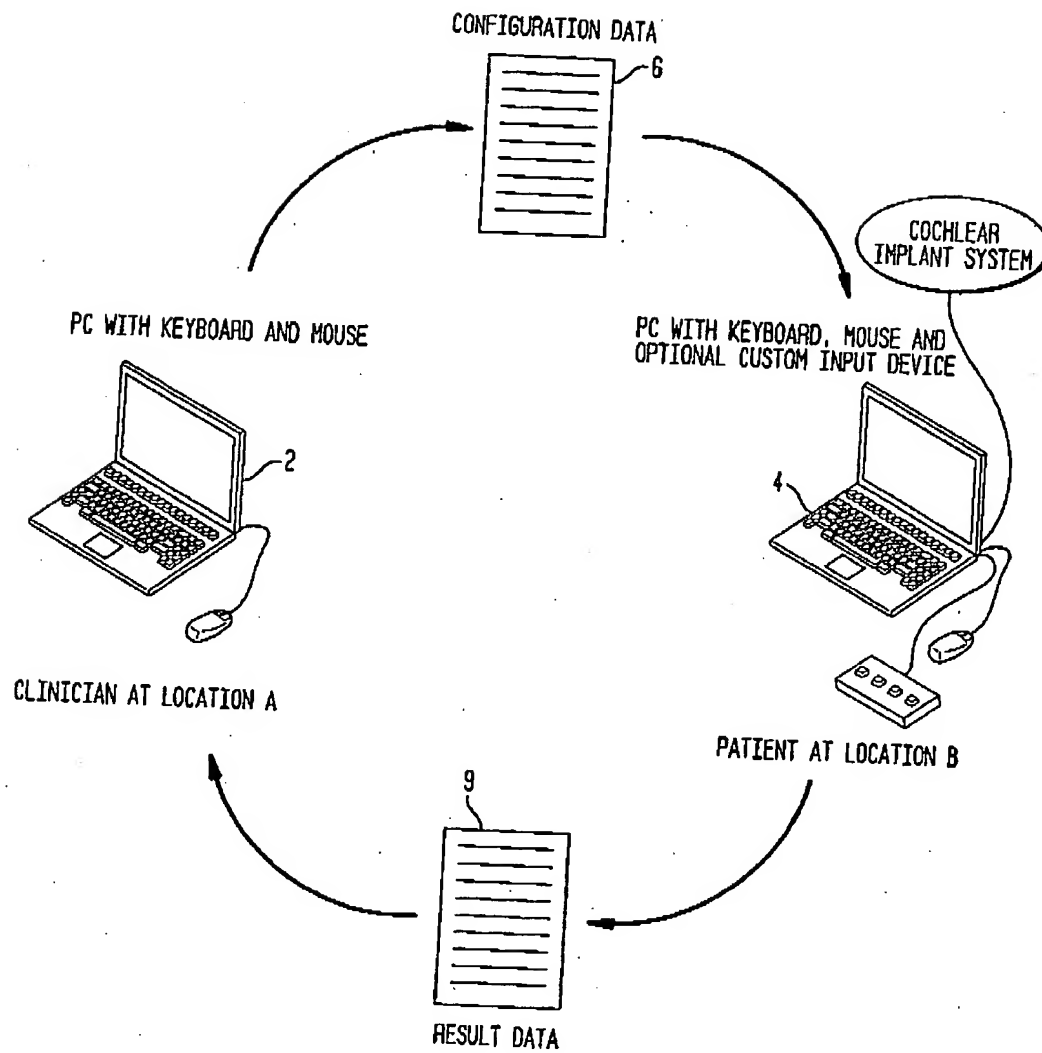 CONFIGURATION DATA
6
COCHLEAR
IMPLANT SYSTEM
PC WITH KEYBOARD AND MOUSE
PC WITH KEYBOARD, MOUSE AND
OPTIONAL CUSTOM INPUT DEVICE
2
4
CLINICIAN AT LOCATION A
PATIENT AT LOCATION B
9
RESULT DATA